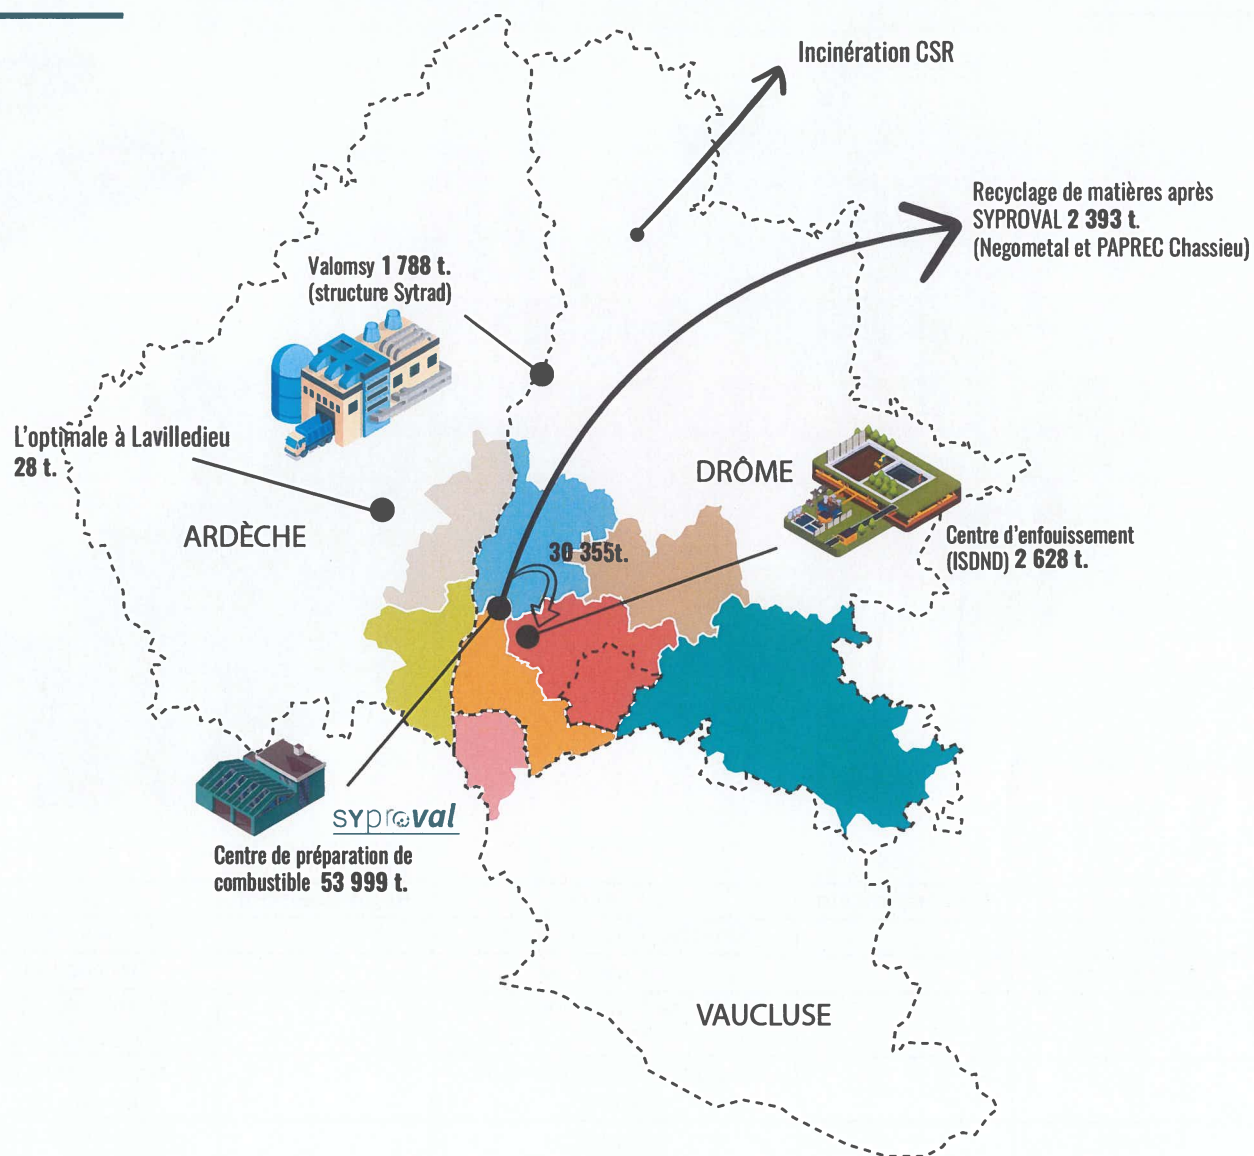 Incinération CSR
Recyclage de matières après
SYPROVAL 2 393 t.
(Negometal et PAPREC Chassieu)
Valomsy 1 788 t.
(structure Sytrad)
L'optimale à Lavilledieu
28 t.
DRÔME
ARDÈCHE
30 355t.
Centre d'enfouissement
(ISDND) 2 628 t.
syproval
Centre de préparation de
combustible 53 999 t.
VAUCLUSE